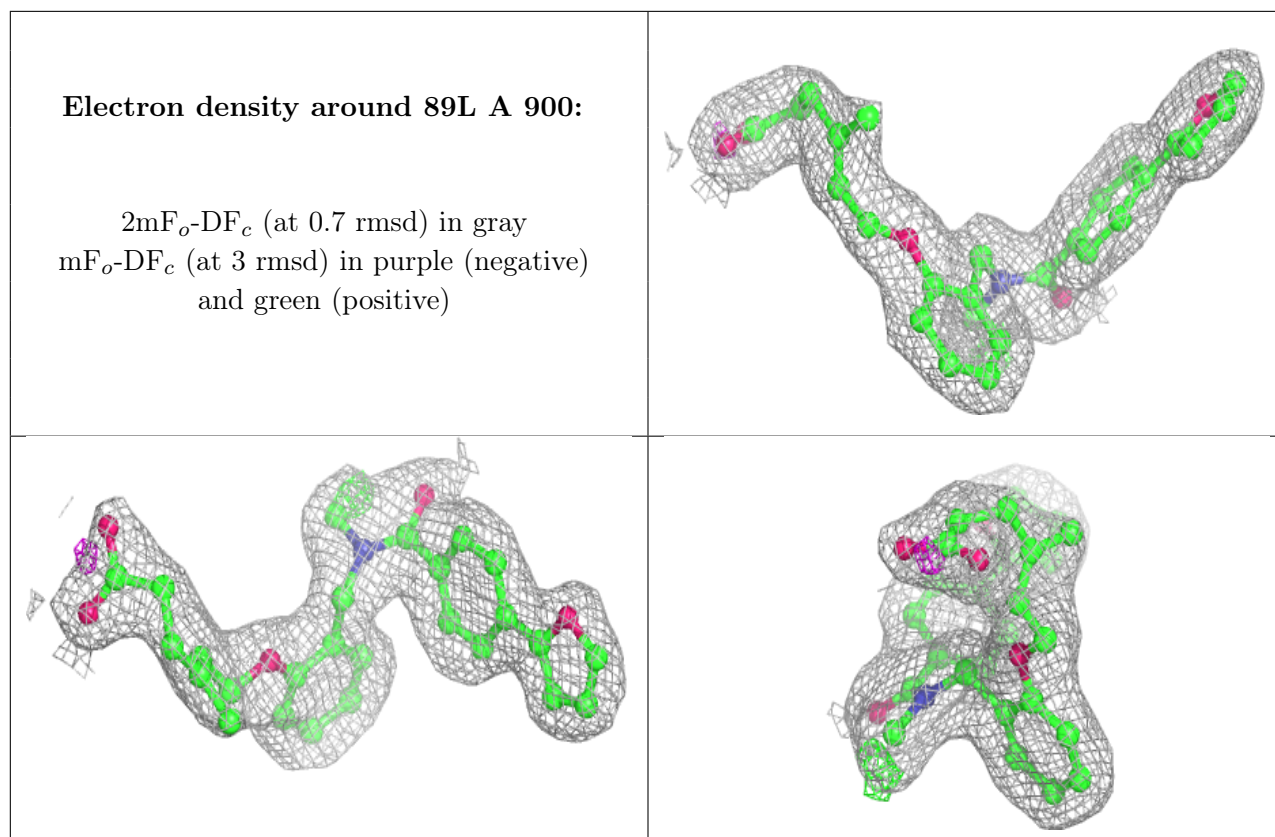 Electron density around 89L A 900:
2mFo-DFc (at 0.7 rmsd) in gray
mFo-DFc (at 3 rmsd) in purple (negative)
and green (positive)